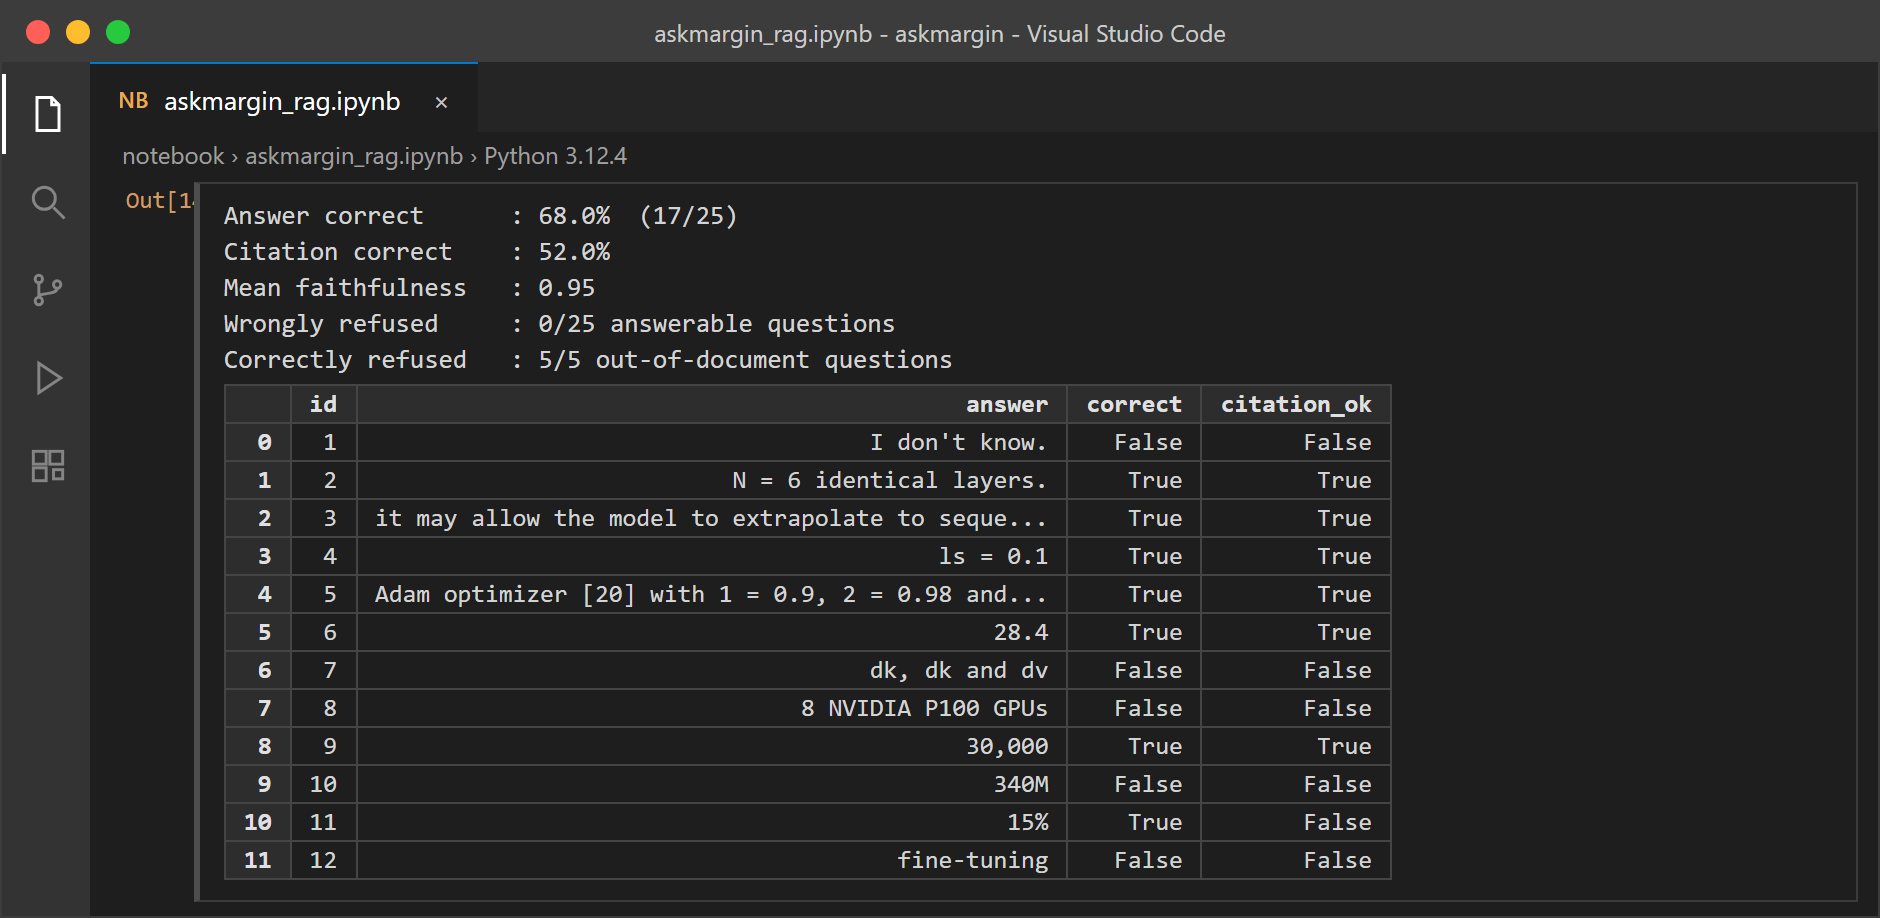 askmargin_rag.ipynb - askmargin - Visual Studio Code
NB askmargin_rag.ipynb ×
notebook › askmargin_rag.ipynb › Python 3.12.4
Out[14
Answer correct : 68.0% (17/25)
Citation correct : 52.0%
Mean faithfulness : 0.95
Wrongly refused : 0/25 answerable questions
Correctly refused : 5/5 out-of-document questions
id answer correct citation_ok
0 1 I don't know. False False
1 2 N = 6 identical layers. True True
2 3 it may allow the model to extrapolate to seque... True True
3 4 ls = 0.1 True True
4 5 Adam optimizer [20] with 1 = 0.9, 2 = 0.98 and... True True
5 6 28.4 True True
6 7 dk, dk and dv False False
7 8 8 NVIDIA P100 GPUs False False
8 9 30,000 True True
9 10 340M False False
10 11 15% True False
11 12 fine-tuning False False